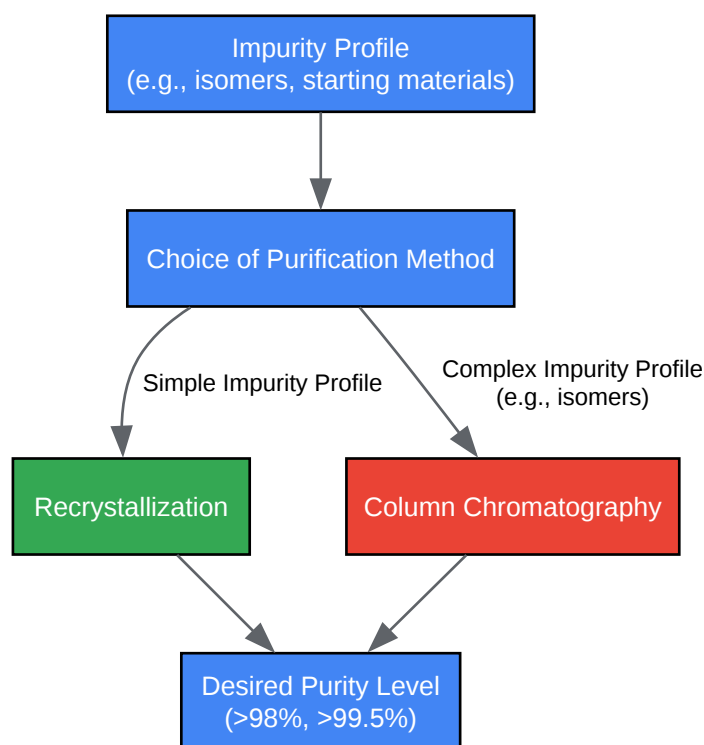 Impurity Profile
(e.g., isomers, starting materials)
Choice of Purification Method
Simple Impurity Profile
Complex Impurity Profile
(e.g., isomers)
Recrystallization
Column Chromatography
Desired Purity Level
(>98%, >99.5%)